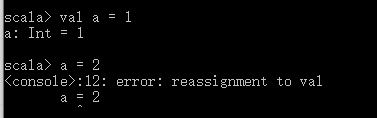 scala> val a = 1
a: Int = 1
scala> a = 2
<console>:12: error: reassignment to val
       a = 2
         ^